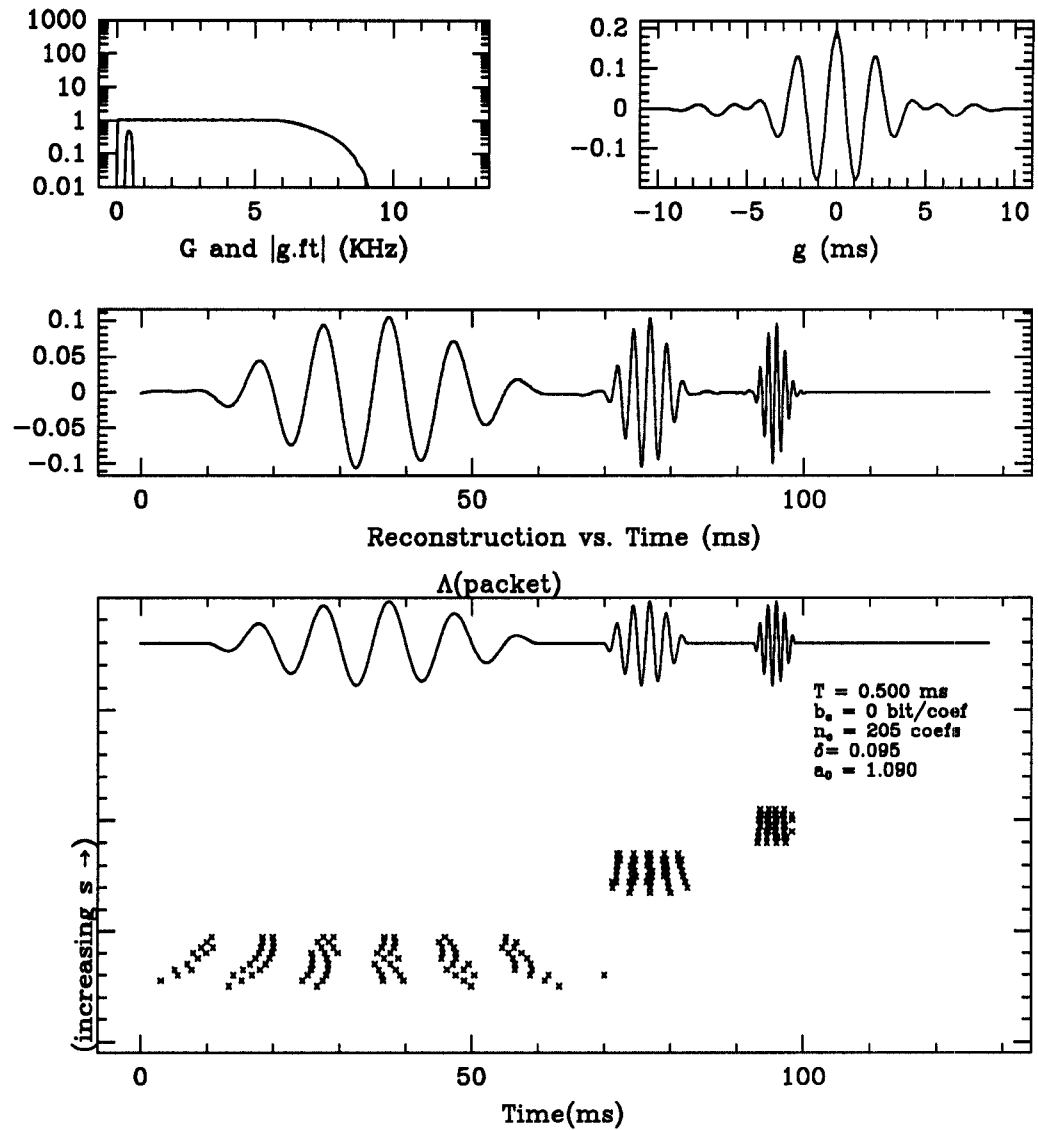 1000
100
10
1
0.1
0.01
0 5 10
G and |g.ft| (KHz)
0.2
0.1
0
−0.1
−10 −5 0 5 10
g (ms)
0.1
0.05
0
−0.05
−0.1
0 50 100
Reconstruction vs. Time (ms)
Λ(packet)
T = 0.500 ms
bₑ = 0 bit/coef
nₑ = 205 coefs
δ= 0.095
a₀ = 1.090
(increasing s →)
0 50 100
Time(ms)